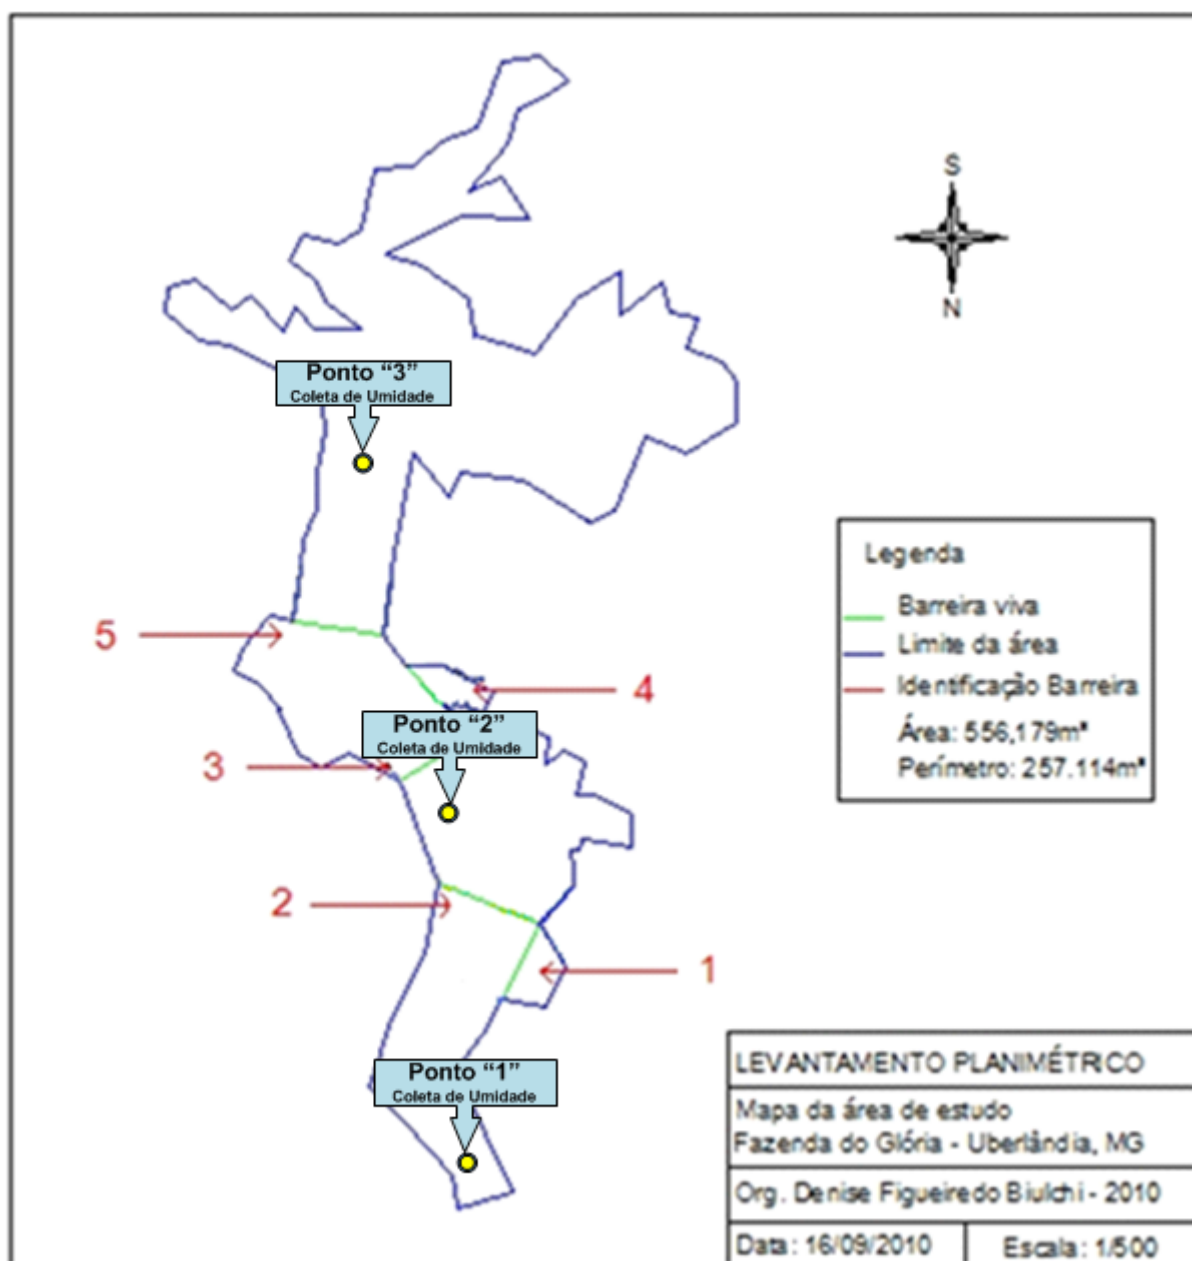 S
N
Ponto “3”
Coleta de Umidade
Legenda
Barreira viva
Limite da área
Identificação Barreira
Área: 556,179m²
Perímetro: 257.114m²
5
4
Ponto “2”
Coleta de Umidade
3
2
1
Ponto “1”
Coleta de Umidade
LEVANTAMENTO PLANIMÉTRICO
Mapa da área de estudo
Fazenda do Glória - Uberlândia, MG
Org. Denise Figueiredo Biulchi - 2010
Data: 16/09/2010
Escala: 1/500